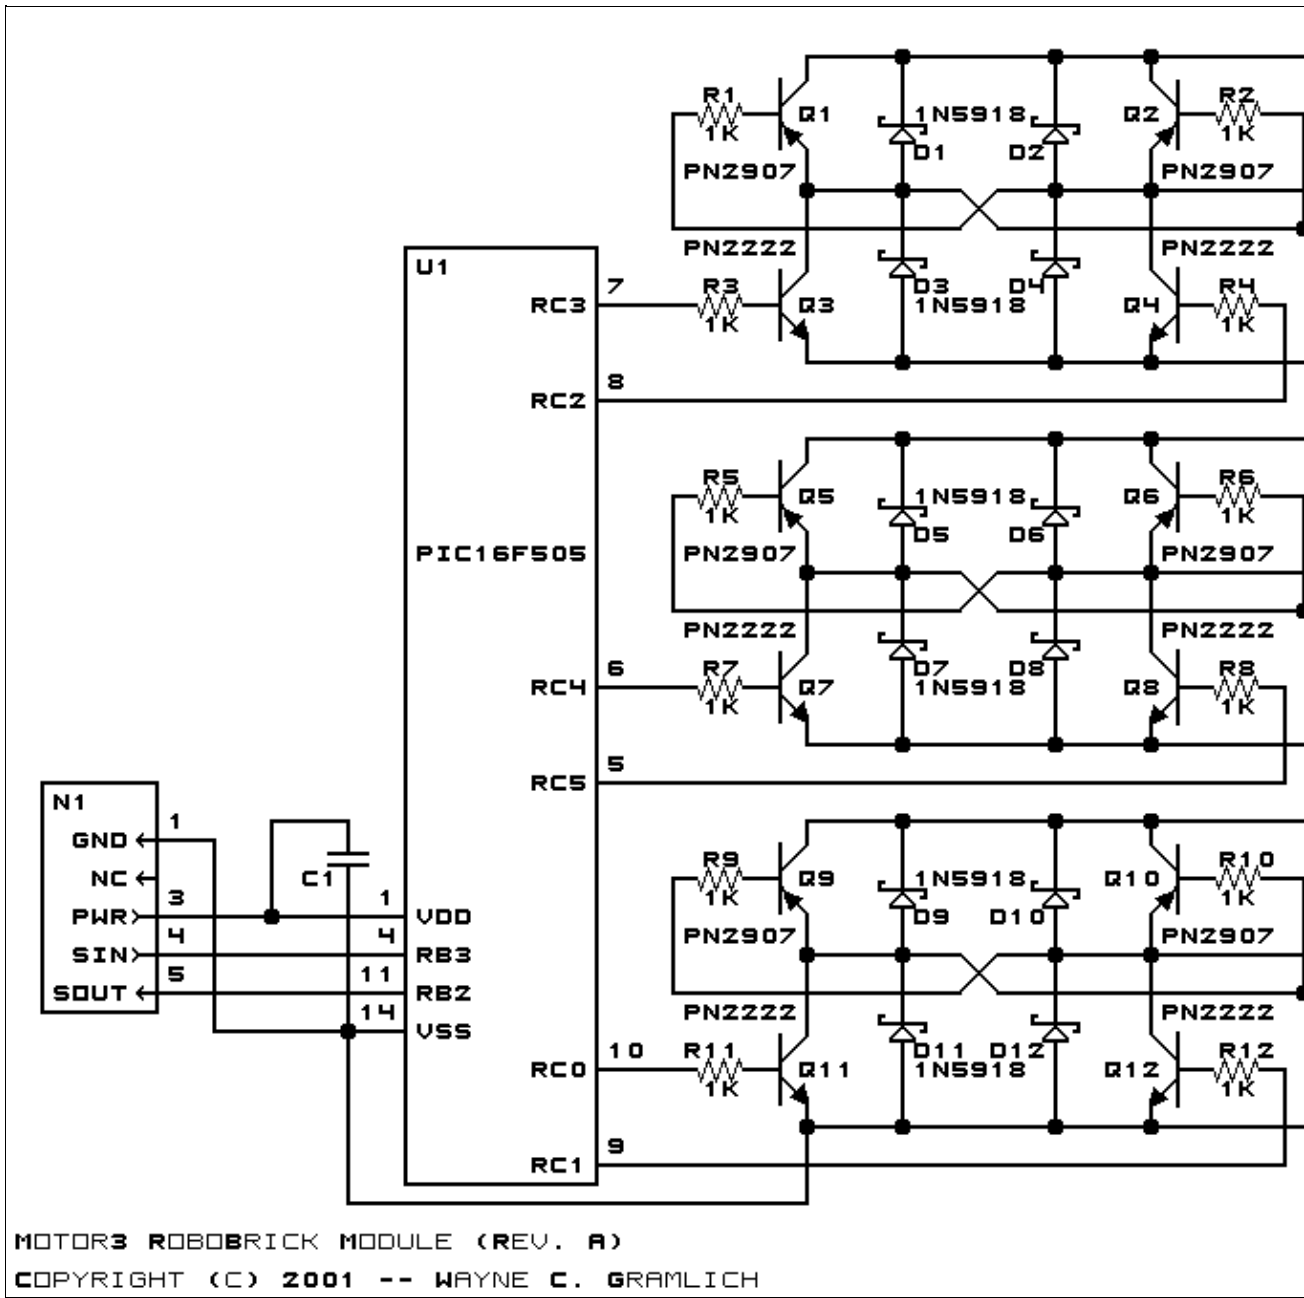 R1
1K
Q1
1N5918
D1
D2
Q2
R2
1K
PN2907
PN2907
PN2222
PN2222
U1
RC3
7
R3
1K
Q3
D3
D4
1N5918
Q4
R4
1K
RC2
8
R5
1K
Q5
1N5918
D5
D6
Q6
R6
1K
PIC16F505
PN2907
PN2907
PN2222
PN2222
RC4
6
R7
1K
Q7
D7
D8
1N5918
Q8
R8
1K
RC5
5
N1
GND
1
NC
PWR
3
SIN
4
SOUT
5
C1
1
VDD
4
RB3
11
RB2
14
VSS
R9
1K
Q9
1N5918
D9
D10
Q10
R10
1K
PN2907
PN2907
PN2222
PN2222
RC0
10
R11
1K
Q11
D11
D12
1N5918
Q12
R12
1K
RC1
9
MOTOR3 ROBOBRICK MODULE (REV. A)
COPYRIGHT (C) 2001 -- WAYNE C. GRAMLICH